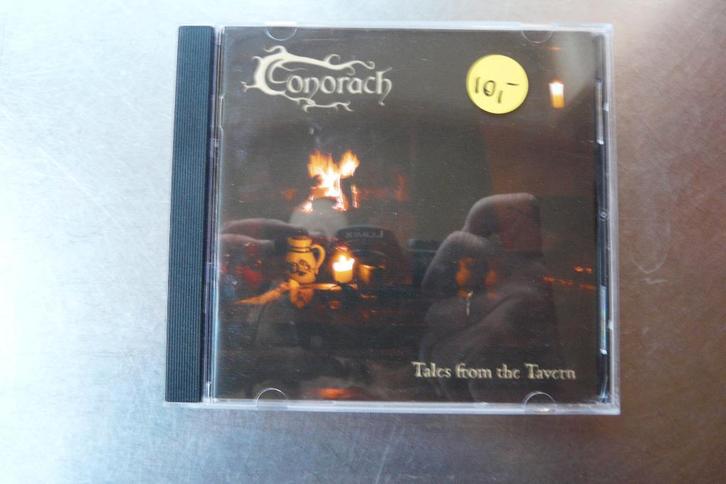 Conorach
10,-
Tales from the Tavern